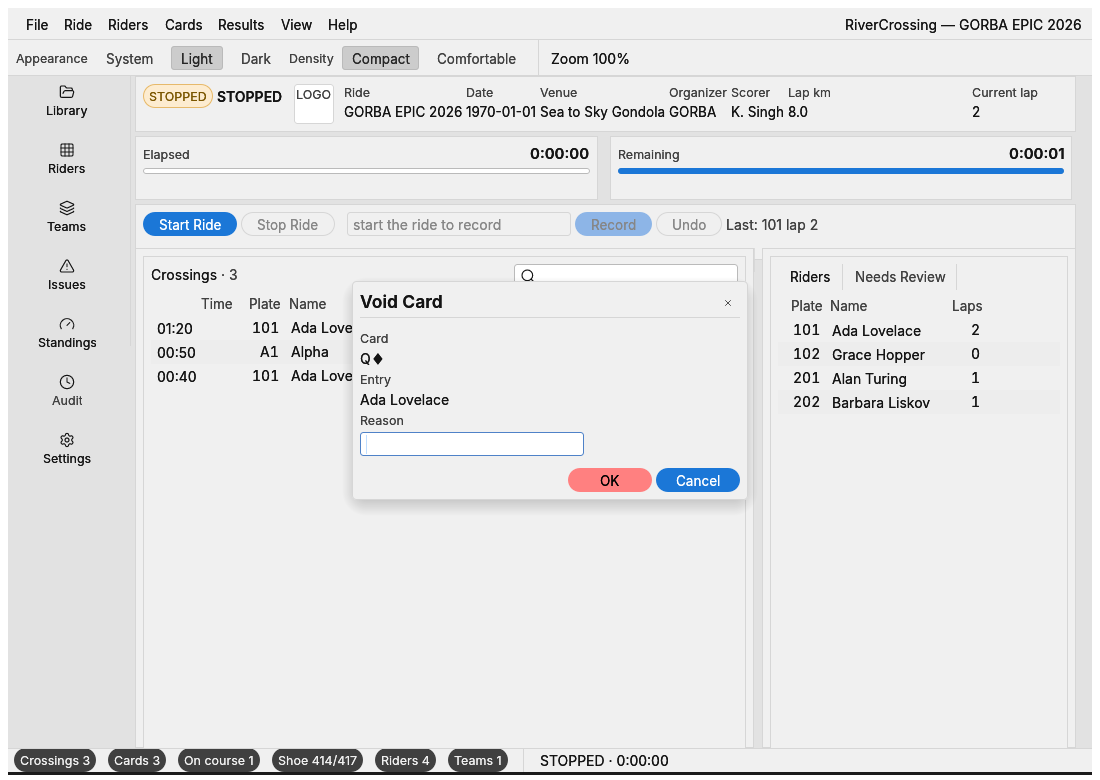 File Ride Riders Cards Results View Help RiverCrossing — GORBA EPIC 2026
Appearance System Light Dark Density Compact Comfortable Zoom 100%
Library
Riders
Teams
Issues
Standings
Audit
Settings
STOPPED STOPPED LOGO
Ride Date Venue Organizer Scorer Lap km Current lap
GORBA EPIC 2026 1970-01-01 Sea to Sky Gondola GORBA K. Singh 8.0 2
Elapsed 0:00:00 Remaining 0:00:01
Start Ride Stop Ride start the ride to record Record Undo Last: 101 lap 2
Crossings · 3
Time Plate Name
01:20 101 Ada Love
00:50 A1 Alpha
00:40 101 Ada Love
Void Card ×
Card
Q♦
Entry
Ada Lovelace
Reason
OK Cancel
Riders Needs Review
Plate Name Laps
101 Ada Lovelace 2
102 Grace Hopper 0
201 Alan Turing 1
202 Barbara Liskov 1
Crossings 3 Cards 3 On course 1 Shoe 414/417 Riders 4 Teams 1 STOPPED · 0:00:00